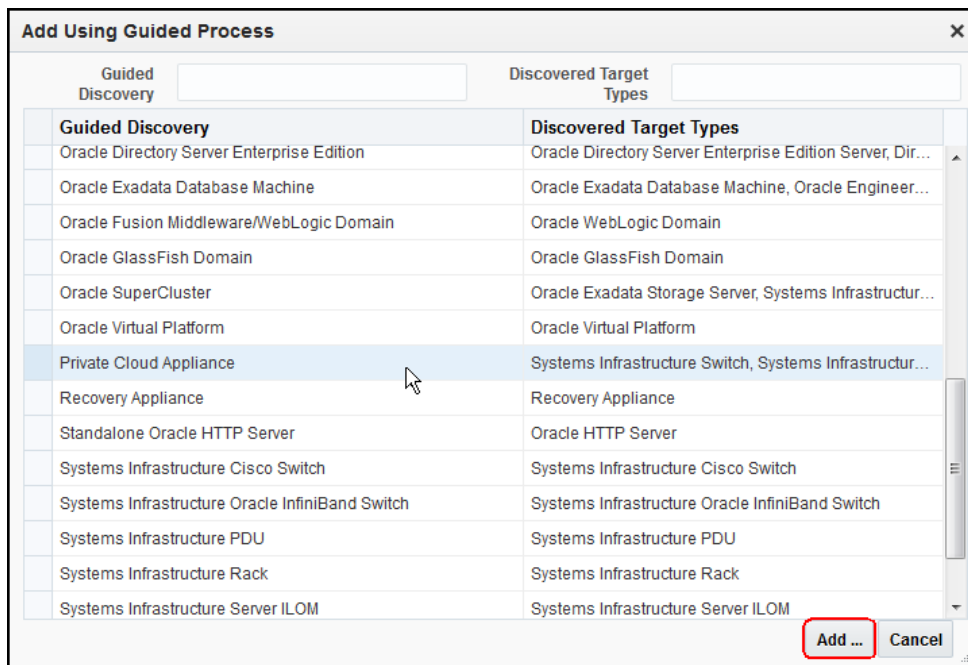 Add Using Guided Process
Guided Discovery
Discovered Target Types
Guided Discovery Discovered Target Types
Oracle Directory Server Enterprise Edition Oracle Directory Server Enterprise Edition Server, Dir...
Oracle Exadata Database Machine Oracle Exadata Database Machine, Oracle Engineer...
Oracle Fusion Middleware/WebLogic Domain Oracle WebLogic Domain
Oracle GlassFish Domain Oracle GlassFish Domain
Oracle SuperCluster Oracle Exadata Storage Server, Systems Infrastructur...
Oracle Virtual Platform Oracle Virtual Platform
Private Cloud Appliance Systems Infrastructure Switch, Systems Infrastructur...
Recovery Appliance Recovery Appliance
Standalone Oracle HTTP Server Oracle HTTP Server
Systems Infrastructure Cisco Switch Systems Infrastructure Cisco Switch
Systems Infrastructure Oracle InfiniBand Switch Systems Infrastructure Oracle InfiniBand Switch
Systems Infrastructure PDU Systems Infrastructure PDU
Systems Infrastructure Rack Systems Infrastructure Rack
Systems Infrastructure Server ILOM Systems Infrastructure Server ILOM
Add ... Cancel